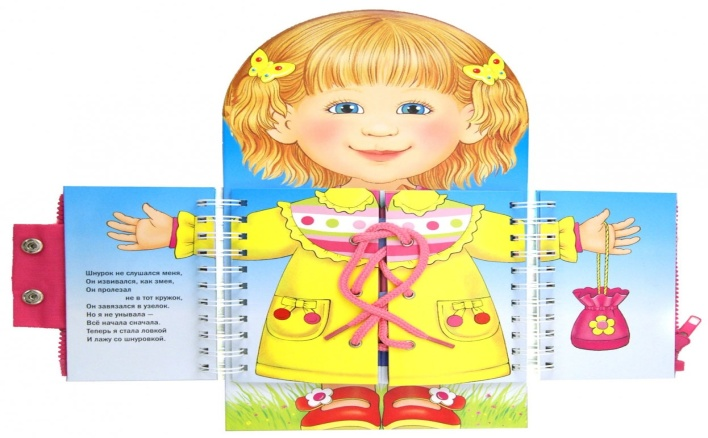 Шнурок не слушался меня,
Он извивался, как змея,
Он пролезал
не в тот кружок,
Он завязался в узелок.
Но я не унывала —
Всё начала сначала.
Теперь я стала ловкой
И лажу со шнуровкой.